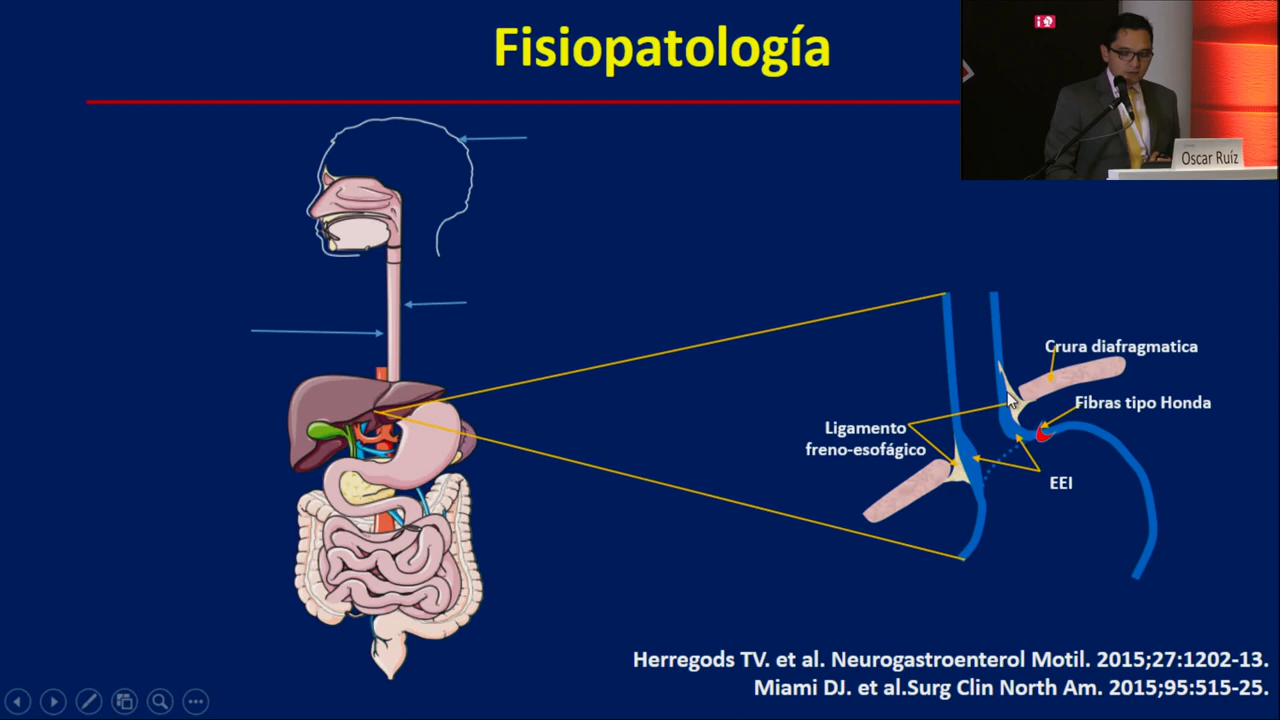 Fisiopatología
Oscar Ruíz
Crura diafragmatica
Fibras tipo Honda
Ligamento
freno-esofágico
EEI
Herregods TV. et al. Neurogastroenterol Motil. 2015;27:1202-13.
Miami DJ. et al.Surg Clin North Am. 2015;95:515-25.